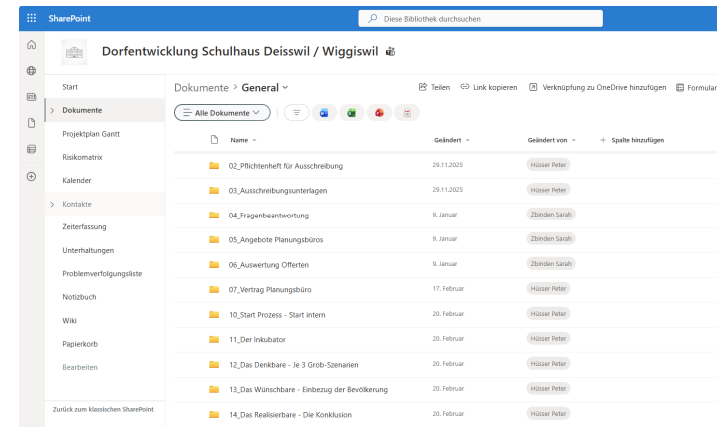 SharePoint
Diese Bibliothek durchsuchen
Dorfentwicklung Schulhaus Deisswil / Wiggiswil
Start
Dokumente
Projektplan Gantt
Risikomatrix
Kalender
Kontakte
Zeiterfassung
Unterhaltungen
Problemverfolgungsliste
Notizbuch
Wiki
Papierkorb
Bearbeiten
Zurück zum klassischen SharePoint
Dokumente > General
Teilen Link kopieren Verknüpfung zu OneDrive hinzufügen Formular
Alle Dokumente
Name Geändert Geändert von + Spalte hinzufügen
02_Pflichtenheft für Ausschreibung 29.11.2025 Hüsser Peter
03_Ausschreibungsunterlagen 29.11.2025 Hüsser Peter
04_Fragenbeantwortung 9. Januar Zbinden Sarah
05_Angebote Planungsbüros 9. Januar Zbinden Sarah
06_Auswertung Offerten 9. Januar Zbinden Sarah
07_Vertrag Planungsbüro 17. Februar Hüsser Peter
10_Start Prozess - Start intern 20. Februar Hüsser Peter
11_Der Inkubator 20. Februar Hüsser Peter
12_Das Denkbare - Je 3 Grob-Szenarien 20. Februar Hüsser Peter
13_Das Wünschbare - Einbezug der Bevölkerung 20. Februar Hüsser Peter
14_Das Realisierbare - Die Konklusion 20. Februar Hüsser Peter